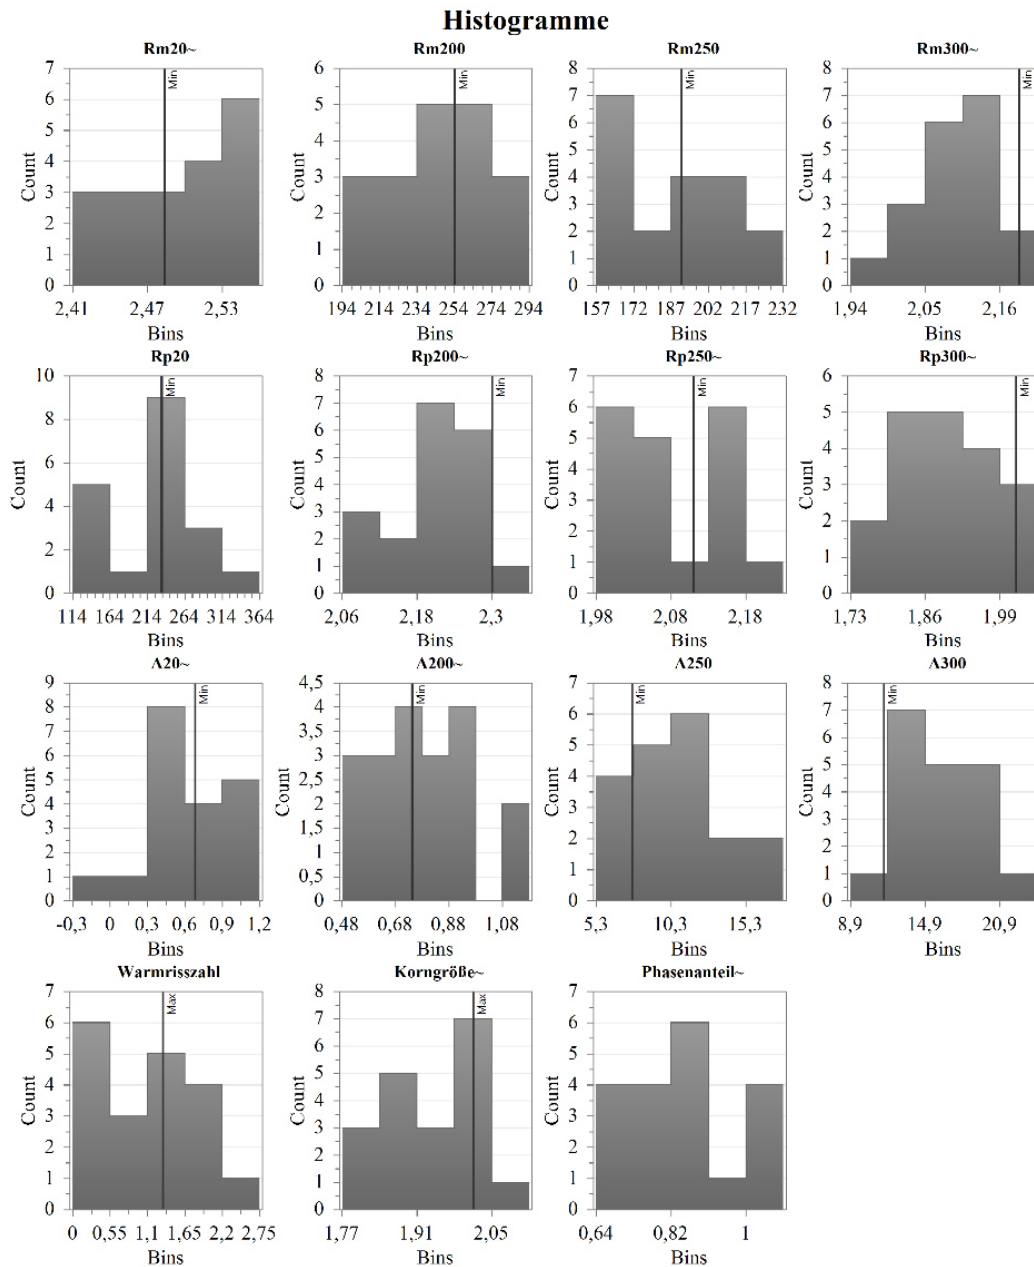 Histogramme
Rm20~
7
6
5
4
3
2
1
0
Count
Min
2,41 2,47 2,53
Bins
Rm200
6
5
4
3
2
1
0
Count
Min
194 214 234 254 274 294
Bins
Rm250
8
7
6
5
4
3
2
1
0
Count
Min
157 172 187 202 217 232
Bins
Rm300~
8
7
6
5
4
3
2
1
0
Count
Min
1,94 2,05 2,16
Bins
Rp20
10
8
6
4
2
0
Count
Min
114 164 214 264 314 364
Bins
Rp200~
8
7
6
5
4
3
2
1
0
Count
Min
2,06 2,18 2,3
Bins
Rp250~
7
6
5
4
3
2
1
0
Count
Min
1,98 2,08 2,18
Bins
Rp300~
6
5
4
3
2
1
0
Count
Min
1,73 1,86 1,99
Bins
A20~
9
8
7
6
5
4
3
2
1
0
Count
Min
-0,3 0 0,3 0,6 0,9 1,2
Bins
A200~
4,5
4
3,5
3
2,5
2
1,5
1
0,5
0
Count
Min
0,48 0,68 0,88 1,08
Bins
A250
7
6
5
4
3
2
1
0
Count
Min
5,3 10,3 15,3
Bins
A300
8
7
6
5
4
3
2
1
0
Count
Min
8,9 14,9 20,9
Bins
Warmrisszahl
7
6
5
4
3
2
1
0
Count
Max
0 0,55 1,1 1,65 2,2 2,75
Bins
Korngröße~
8
7
6
5
4
3
2
1
0
Count
Max
1,77 1,91 2,05
Bins
Phasenanteil~
7
6
5
4
3
2
1
0
Count
0,64 0,82 1
Bins